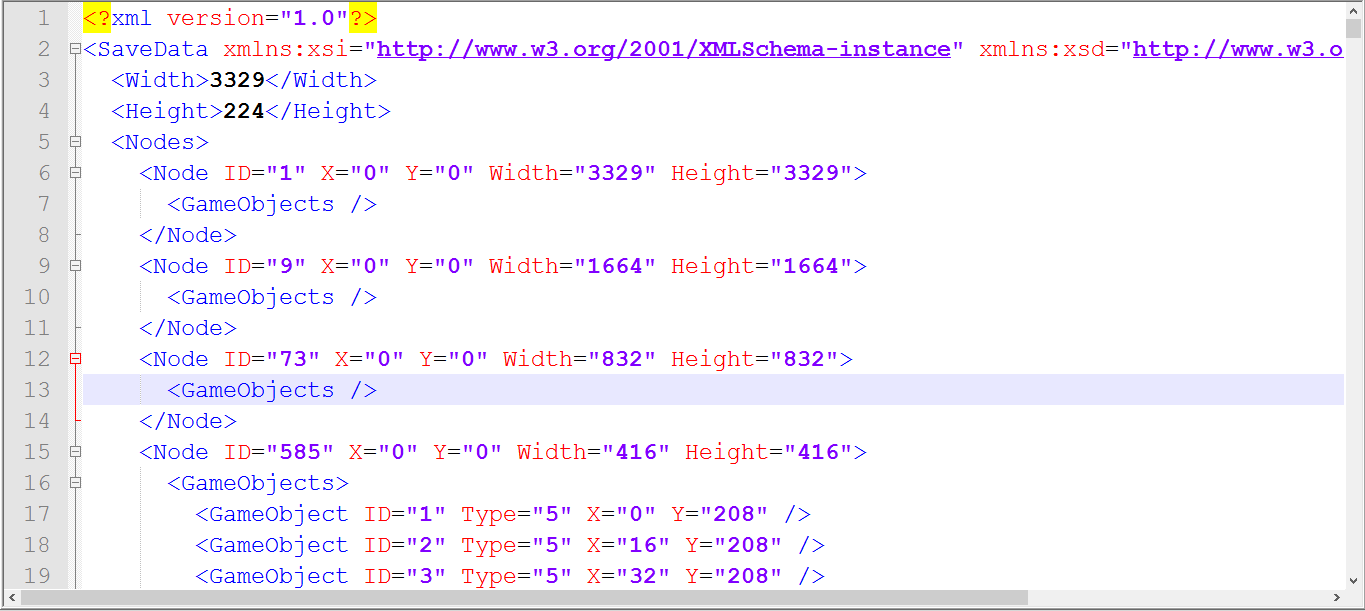 1 <?xml version="1.0"?>
2 <SaveData xmlns:xsi="http://www.w3.org/2001/XMLSchema-instance" xmlns:xsd="http://www.w3.o
3 <Width>3329</Width>
4 <Height>224</Height>
5 <Nodes>
6 <Node ID="1" X="0" Y="0" Width="3329" Height="3329">
7 <GameObjects />
8 </Node>
9 <Node ID="9" X="0" Y="0" Width="1664" Height="1664">
10 <GameObjects />
11 </Node>
12 <Node ID="73" X="0" Y="0" Width="832" Height="832">
13 <GameObjects />
14 </Node>
15 <Node ID="585" X="0" Y="0" Width="416" Height="416">
16 <GameObjects>
17 <GameObject ID="1" Type="5" X="0" Y="208" />
18 <GameObject ID="2" Type="5" X="16" Y="208" />
19 <GameObject ID="3" Type="5" X="32" Y="208" />